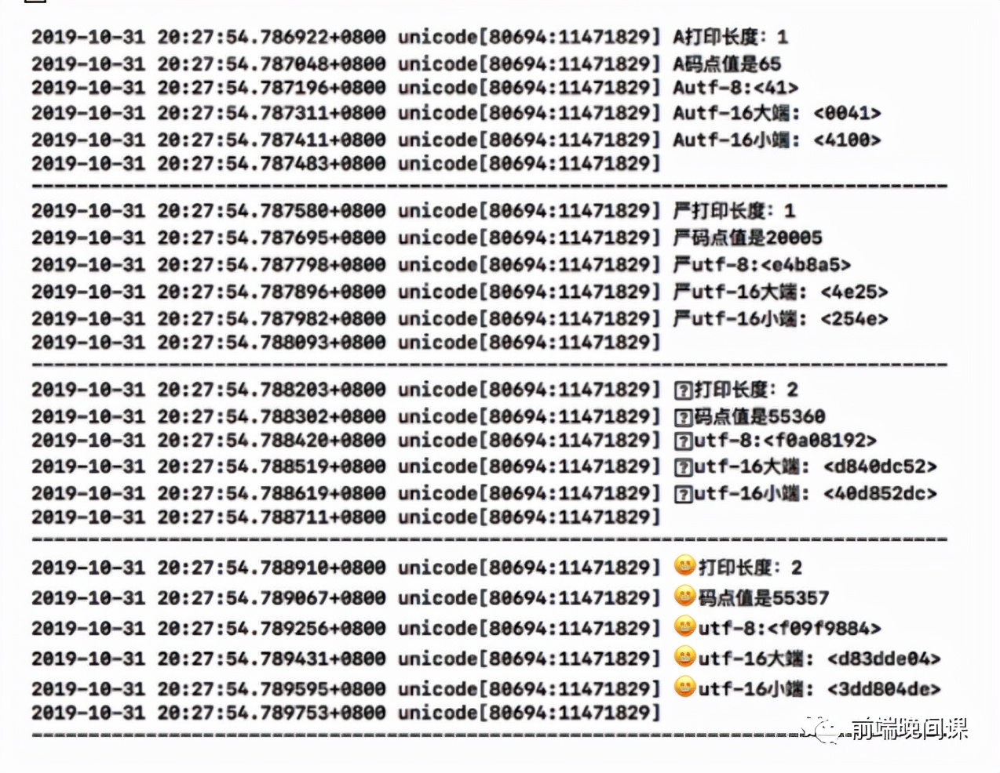 2019-10-31 20:27:54.786922+0800 unicode[80694:11471829] A打印长度：1
2019-10-31 20:27:54.787048+0800 unicode[80694:11471829] A码点值是65
2019-10-31 20:27:54.787196+0800 unicode[80694:11471829] Autf-8:<41>
2019-10-31 20:27:54.787311+0800 unicode[80694:11471829] Autf-16大端：<0041>
2019-10-31 20:27:54.787411+0800 unicode[80694:11471829] Autf-16小端：<4100>
2019-10-31 20:27:54.787483+0800 unicode[80694:11471829]
--------------------------------------------------------------------------------
2019-10-31 20:27:54.787580+0800 unicode[80694:11471829] 严打印长度：1
2019-10-31 20:27:54.787695+0800 unicode[80694:11471829] 严码点值是20005
2019-10-31 20:27:54.787798+0800 unicode[80694:11471829] 严utf-8:<e4b8a5>
2019-10-31 20:27:54.787896+0800 unicode[80694:11471829] 严utf-16大端：<4e25>
2019-10-31 20:27:54.787982+0800 unicode[80694:11471829] 严utf-16小端：<254e>
2019-10-31 20:27:54.788093+0800 unicode[80694:11471829]
--------------------------------------------------------------------------------
2019-10-31 20:27:54.788203+0800 unicode[80694:11471829] ⍰打印长度：2
2019-10-31 20:27:54.788302+0800 unicode[80694:11471829] ⍰码点值是55360
2019-10-31 20:27:54.788420+0800 unicode[80694:11471829] ⍰utf-8:<f0a08192>
2019-10-31 20:27:54.788519+0800 unicode[80694:11471829] ⍰utf-16大端：<d840dc52>
2019-10-31 20:27:54.788619+0800 unicode[80694:11471829] ⍰utf-16小端：<40d852dc>
2019-10-31 20:27:54.788711+0800 unicode[80694:11471829]
--------------------------------------------------------------------------------
2019-10-31 20:27:54.788910+0800 unicode[80694:11471829] 😄打印长度：2
2019-10-31 20:27:54.789067+0800 unicode[80694:11471829] 😄码点值是55357
2019-10-31 20:27:54.789256+0800 unicode[80694:11471829] 😄utf-8:<f09f9884>
2019-10-31 20:27:54.789431+0800 unicode[80694:11471829] 😄utf-16大端：<d83dde04>
2019-10-31 20:27:54.789595+0800 unicode[80694:11471829] 😄utf-16小端：<3dd804de>
2019-10-31 20:27:54.789753+0800 unicode[80694:11471829]
--------------------------------------------------------------------------------
前端晚间课